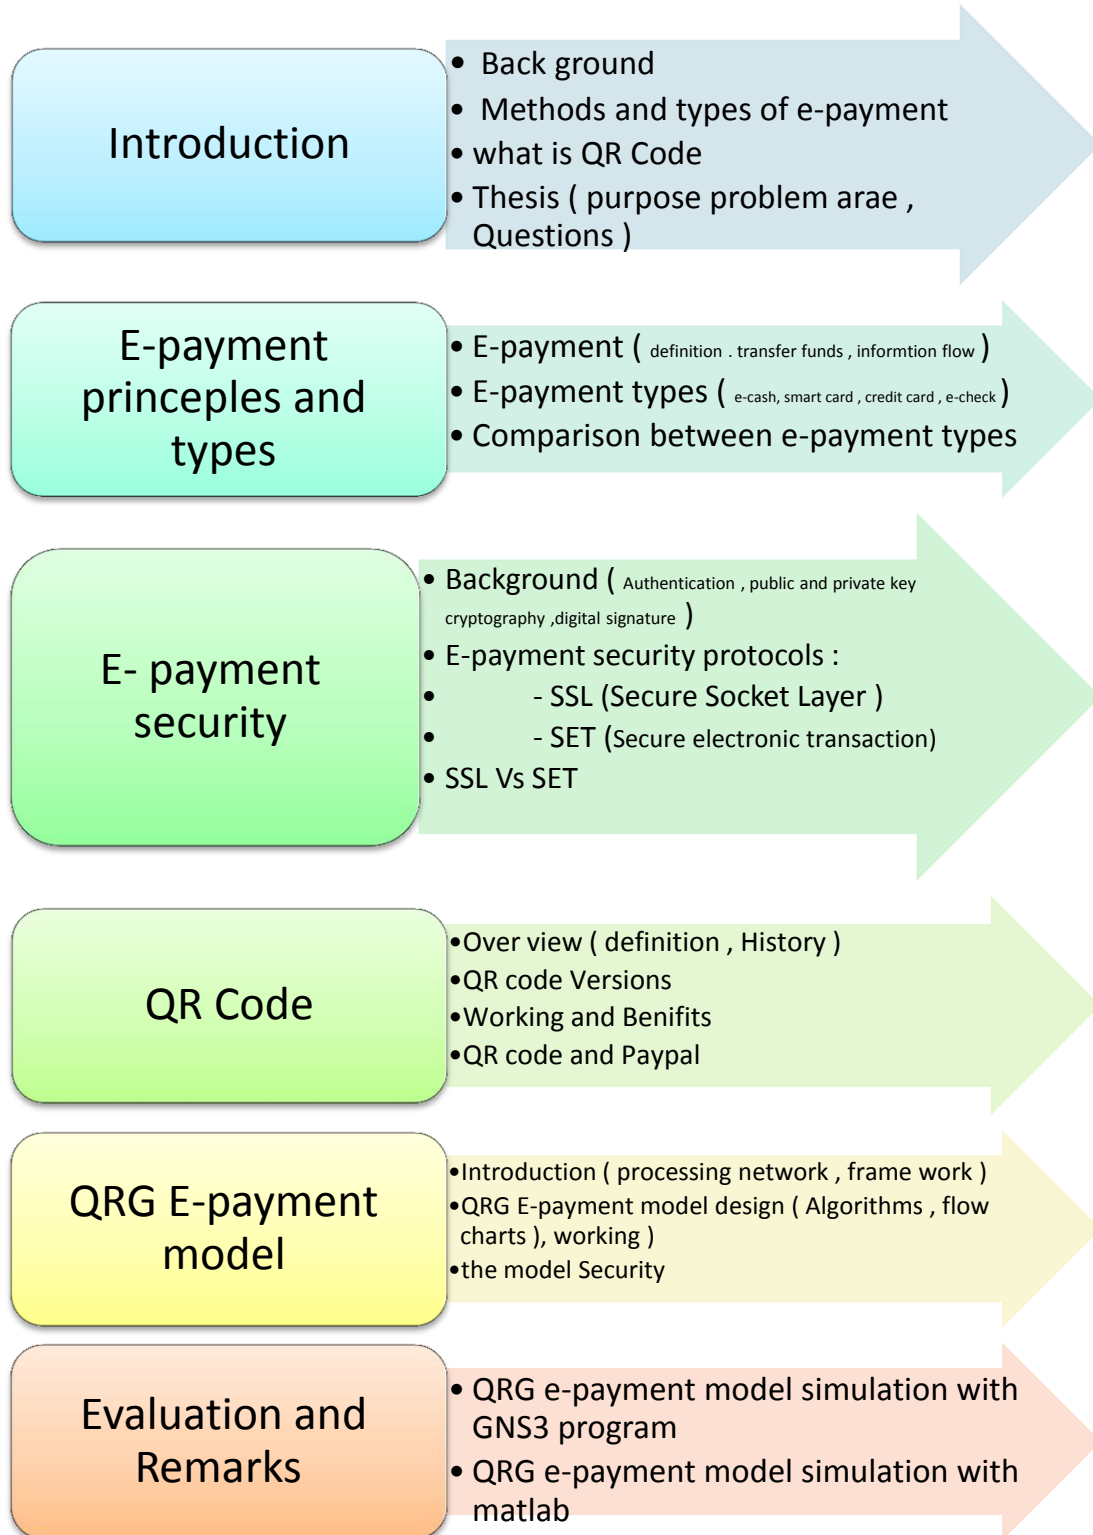 Introduction
• Back ground
• Methods and types of e-payment
• what is QR Code
• Thesis ( purpose problem arae ,
Questions )
E-payment
princeples and
types
• E-payment ( definition . transfer funds , informtion flow )
• E-payment types ( e-cash, smart card , credit card , e-check )
• Comparison between e-payment types
E- payment
security
• Background ( Authentication , public and private key
cryptography ,digital signature )
• E-payment security protocols :
• - SSL (Secure Socket Layer )
• - SET (Secure electronic transaction)
• SSL Vs SET
QR Code
•Over view ( definition , History )
•QR code Versions
•Working and Benifits
•QR code and Paypal
QRG E-payment
model
•Introduction ( processing network , frame work )
•QRG E-payment model design ( Algorithms , flow
charts ), working )
•the model Security
Evaluation and
Remarks
• QRG e-payment model simulation with
GNS3 program
• QRG e-payment model simulation with
matlab